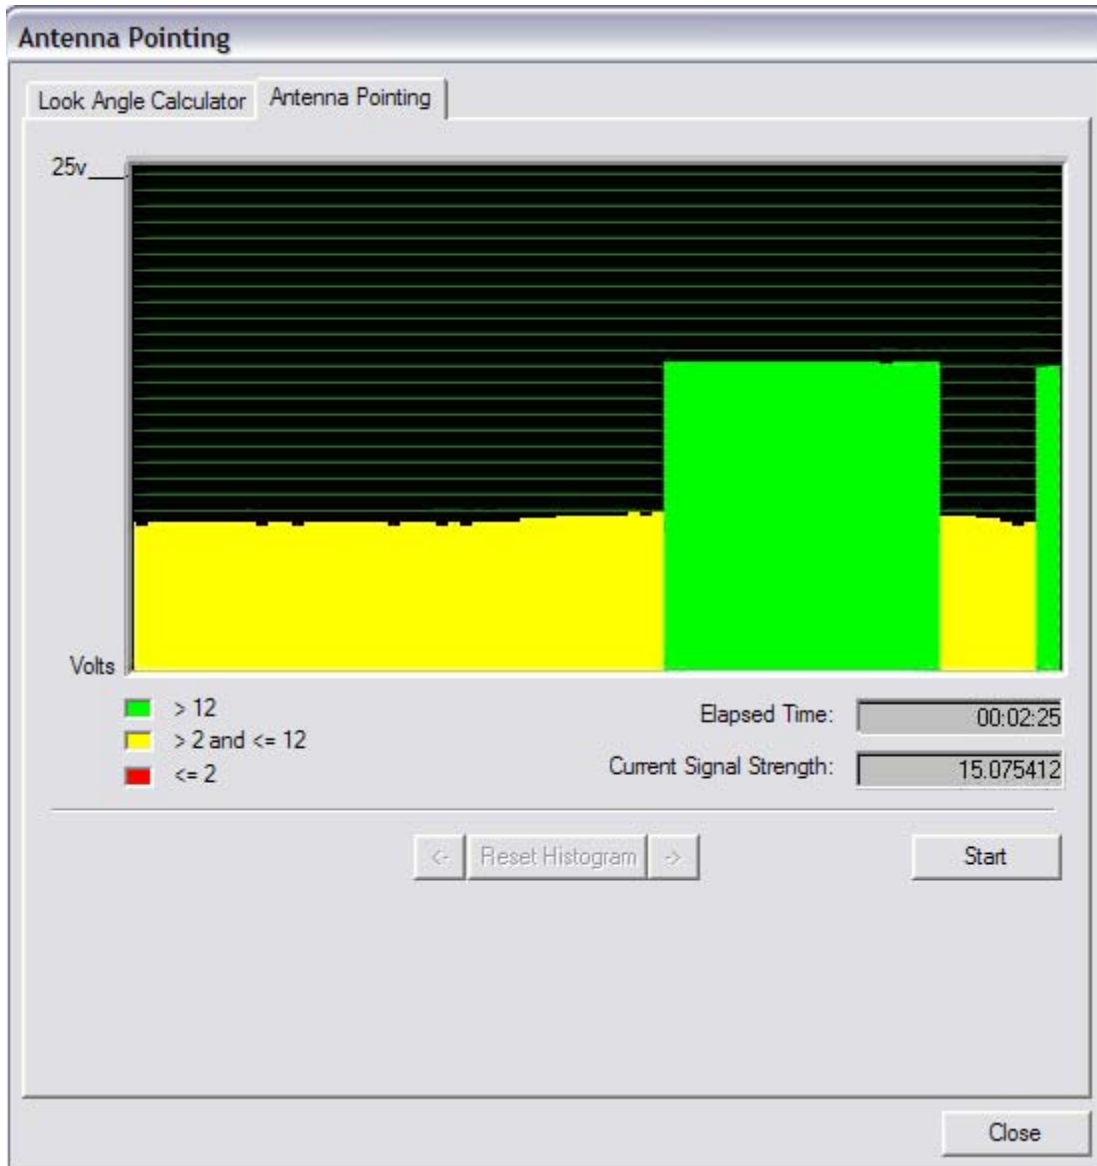 Antenna Pointing
Look Angle Calculator Antenna Pointing
25v
Volts
> 12
> 2 and <= 12
<= 2
Elapsed Time: 00:02:25
Current Signal Strength: 15.075412
<- Reset Histogram -> Start
Close